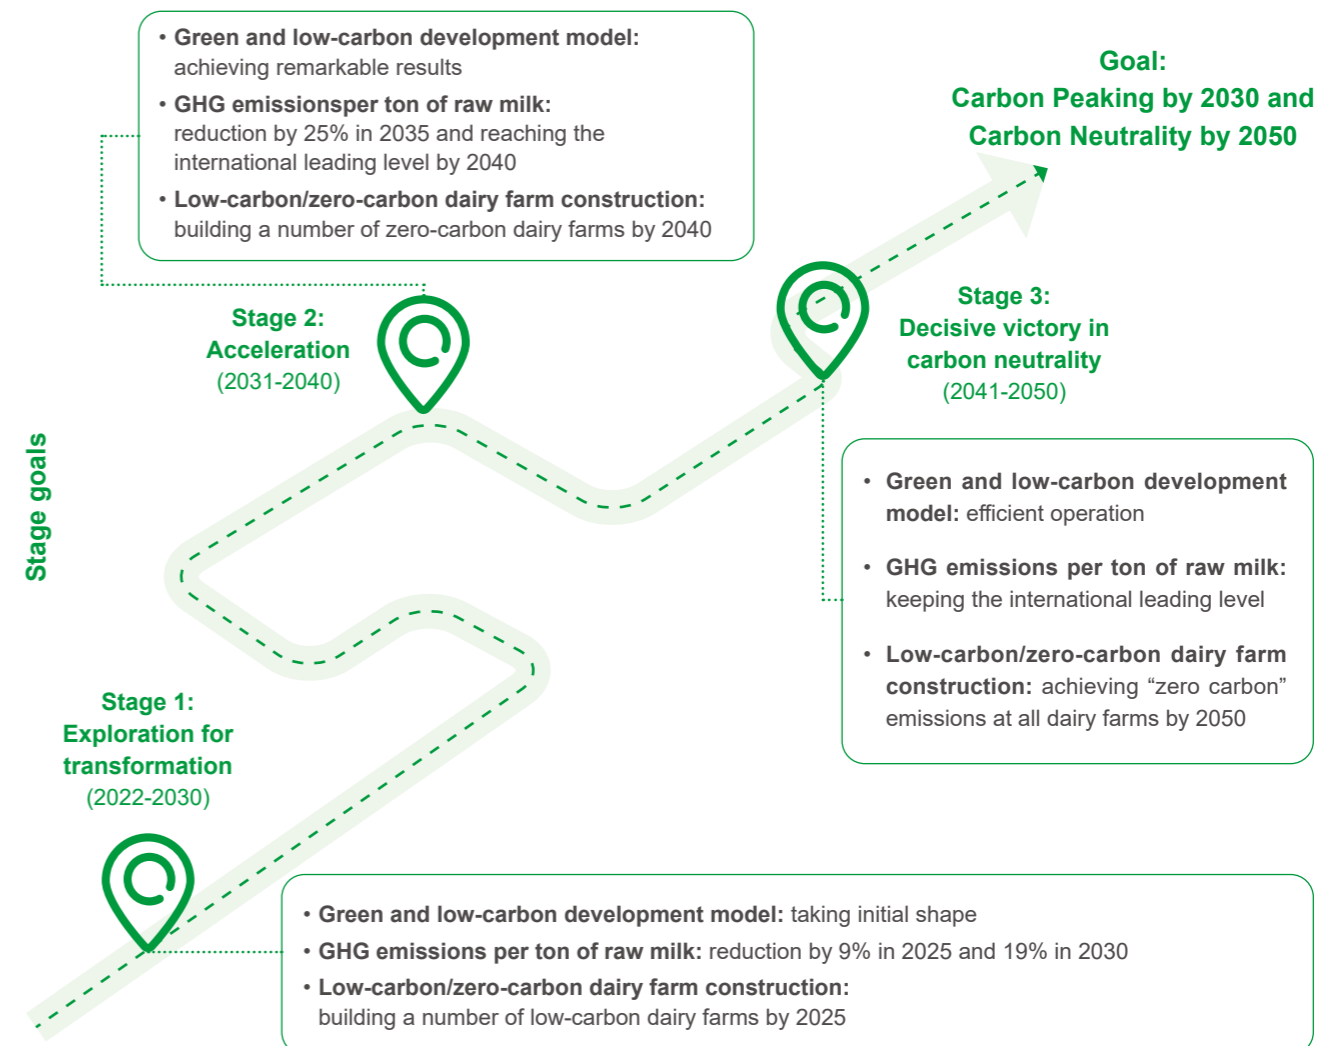 • Green and low-carbon development model:
achieving remarkable results
• GHG emissionsper ton of raw milk:
reduction by 25% in 2035 and reaching the
international leading level by 2040
• Low-carbon/zero-carbon dairy farm construction:
building a number of zero-carbon dairy farms by 2040
Goal:
Carbon Peaking by 2030 and
Carbon Neutrality by 2050
Stage 2:
Acceleration
(2031-2040)
Stage 3:
Decisive victory in
carbon neutrality
(2041-2050)
Stage goals
• Green and low-carbon development
model: efficient operation
• GHG emissions per ton of raw milk:
keeping the international leading level
• Low-carbon/zero-carbon dairy farm
construction: achieving “zero carbon”
emissions at all dairy farms by 2050
Stage 1:
Exploration for
transformation
(2022-2030)
• Green and low-carbon development model: taking initial shape
• GHG emissions per ton of raw milk: reduction by 9% in 2025 and 19% in 2030
• Low-carbon/zero-carbon dairy farm construction:
building a number of low-carbon dairy farms by 2025